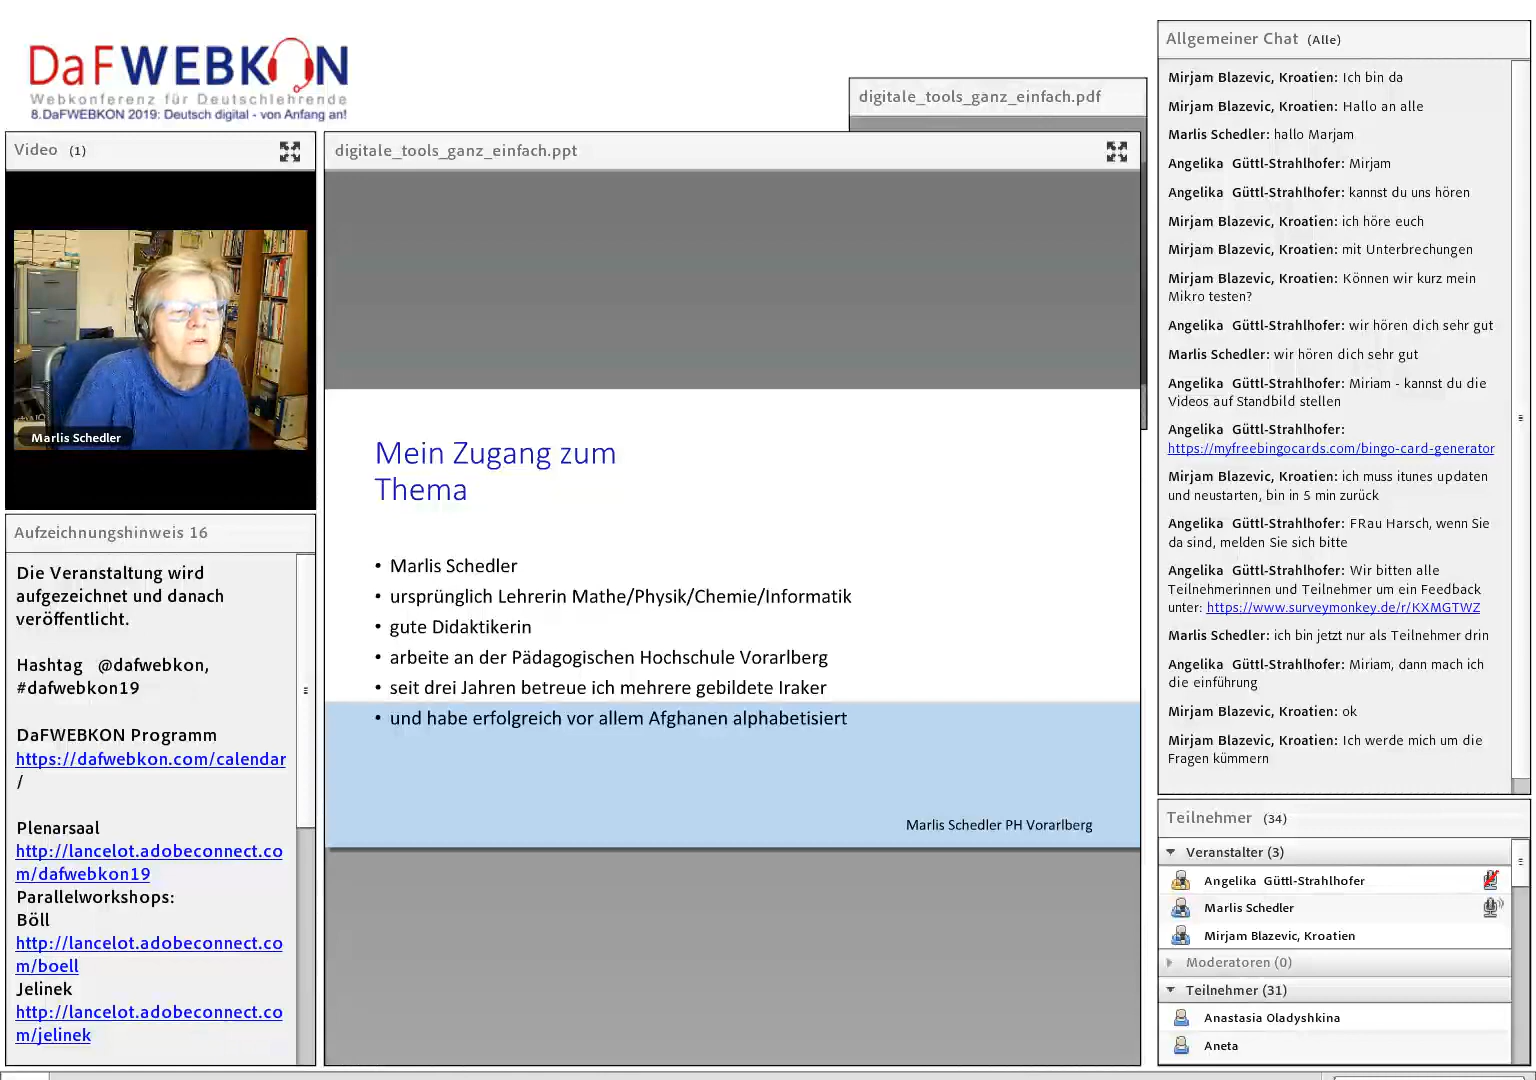 DaFWEBKON
Webkonferenz für Deutschlehrende
8.DaFWEBKON 2019: Deutsch digital - von Anfang an!
Video (1)
Marlis Schedler
Aufzeichnungshinweis 16
Die Veranstaltung wird
aufgezeichnet und danach
veröffentlicht.
Hashtag @dafwebkon,
#dafwebkon19
DaFWEBKON Programm
https://dafwebkon.com/calendar
/
Plenarsaal
http://lancelot.adobeconnect.co
m/dafwebkon19
Parallelworkshops:
Böll
http://lancelot.adobeconnect.co
m/boell
Jelinek
http://lancelot.adobeconnect.co
m/jelinek
digitale_tools_ganz_einfach.pdf
digitale_tools_ganz_einfach.ppt
Mein Zugang zum
Thema
• Marlis Schedler
• ursprünglich Lehrerin Mathe/Physik/Chemie/Informatik
• gute Didaktikerin
• arbeite an der Pädagogischen Hochschule Vorarlberg
• seit drei Jahren betreue ich mehrere gebildete Iraker
• und habe erfolgreich vor allem Afghanen alphabetisiert
Marlis Schedler PH Vorarlberg
Allgemeiner Chat (Alle)
Mirjam Blazevic, Kroatien: Ich bin da
Mirjam Blazevic, Kroatien: Hallo an alle
Marlis Schedler: hallo Marjam
Angelika Güttl-Strahlhofer: Mirjam
Angelika Güttl-Strahlhofer: kannst du uns hören
Mirjam Blazevic, Kroatien: ich höre euch
Mirjam Blazevic, Kroatien: mit Unterbrechungen
Mirjam Blazevic, Kroatien: Können wir kurz mein
Mikro testen?
Angelika Güttl-Strahlhofer: wir hören dich sehr gut
Marlis Schedler: wir hören dich sehr gut
Angelika Güttl-Strahlhofer: Miriam - kannst du die
Videos auf Standbild stellen
Angelika Güttl-Strahlhofer:
https://myfreebingocards.com/bingo-card-generator
Mirjam Blazevic, Kroatien: ich muss itunes updaten
und neustarten, bin in 5 min zurück
Angelika Güttl-Strahlhofer: FRau Harsch, wenn Sie
da sind, melden Sie sich bitte
Angelika Güttl-Strahlhofer: Wir bitten alle
Teilnehmerinnen und Teilnehmer um ein Feedback
unter: https://www.surveymonkey.de/r/KXMGTWZ
Marlis Schedler: ich bin jetzt nur als Teilnehmer drin
Angelika Güttl-Strahlhofer: Miriam, dann mach ich
die einführung
Mirjam Blazevic, Kroatien: ok
Mirjam Blazevic, Kroatien: Ich werde mich um die
Fragen kümmern
Teilnehmer (34)
Veranstalter (3)
Angelika Güttl-Strahlhofer
Marlis Schedler
Mirjam Blazevic, Kroatien
Moderatoren (0)
Teilnehmer (31)
Anastasia Oladyshkina
Aneta